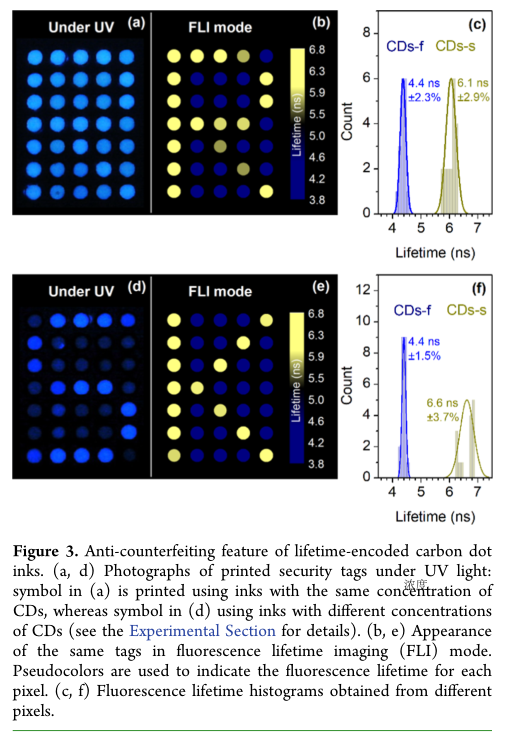 Under UV
(a)
FLI mode
(b)
6.8
6.3
5.9
5.5
5.0
4.6
4.2
3.8
Lifetime (ns)
(c)
CDs-f
CDs-s
4.4 ns
±2.3%
6.1 ns
±2.9%
8
6
4
2
0
Count
4
5
6
7
Lifetime (ns)
Under UV
(d)
FLI mode
(e)
6.8
6.3
5.9
5.5
5.0
4.6
4.2
3.8
Lifetime (ns)
(f)
CDs-f
CDs-s
4.4 ns
±1.5%
6.6 ns
±3.7%
12
10
8
6
4
2
0
Count
4
5
6
7
Lifetime (ns)
Figure 3. Anti-counterfeiting feature of lifetime-encoded carbon dot
inks. (a, d) Photographs of printed security tags under UV light:
浓度
symbol in (a) is printed using inks with the same concentration of
CDs, whereas symbol in (d) using inks with different concentrations
of CDs (see the Experimental Section for details). (b, e) Appearance
of the same tags in fluorescence lifetime imaging (FLI) mode.
Pseudocolors are used to indicate the fluorescence lifetime for each
pixel. (c, f) Fluorescence lifetime histograms obtained from different
pixels.